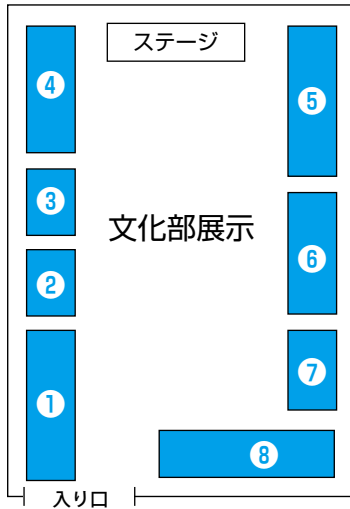 ステージ
❹
❺
❸
文化部展示
❻
❷
❼
❶
❽
入り口